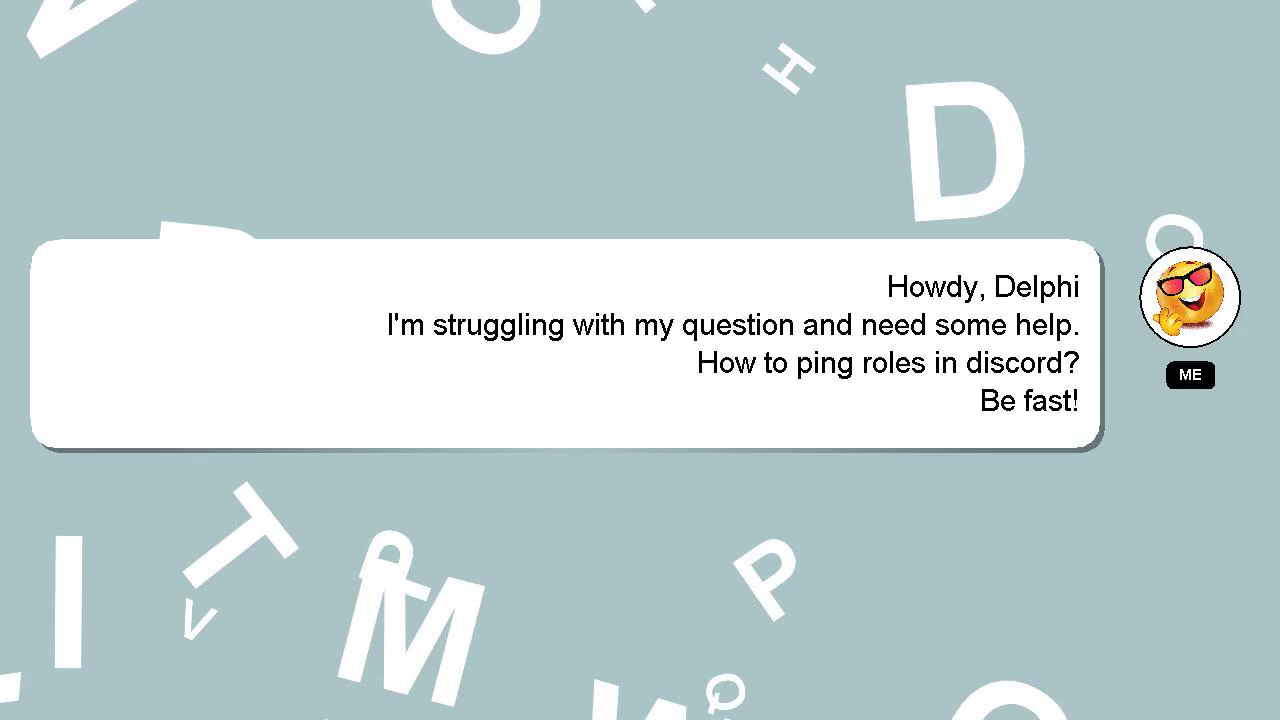 Howdy, Delphi
I'm struggling with my question and need some help.
How to ping roles in discord?
Be fast!
ME
H
D
O
T
I
V
M
P
Q